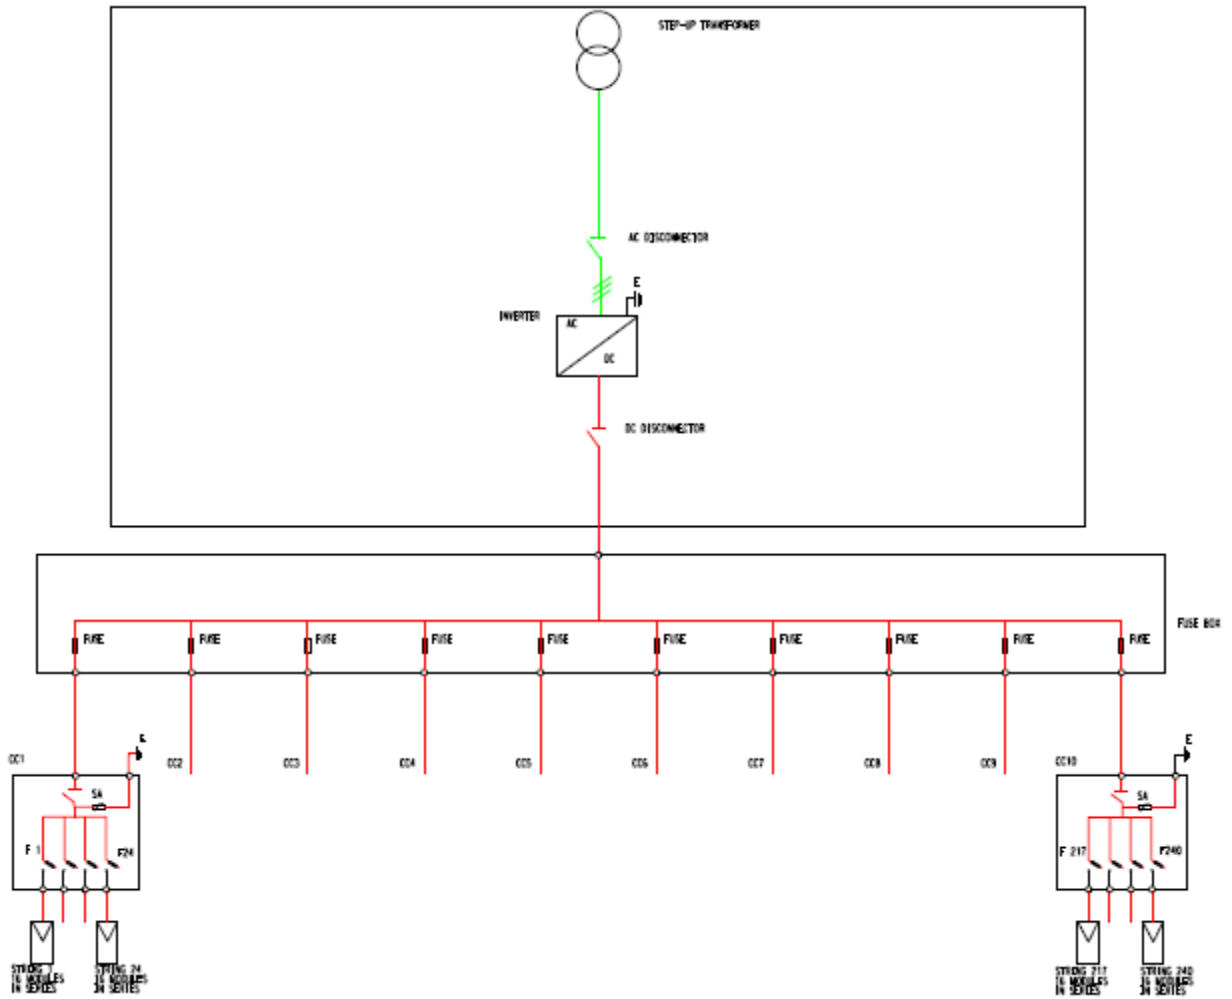 STEP-UP TRANSFORMER
AC DISCONNECTOR
E
INVERTER
AC
DC
DC DISCONNECTOR
FUSE FUSE FUSE FUSE FUSE FUSE FUSE FUSE FUSE FUSE
FUSE BOX
E
E
CC1 CC2 CC3 CC4 CC5 CC6 CC7 CC8 CC9 CC10
SA
SA
F 1
F24
F 217
F240
STRING 1
16 MODULES
IN SERIES
STRING 24
16 MODULES
IN SERIES
STRING 217
16 MODULES
IN SERIES
STRING 240
16 MODULES
IN SERIES